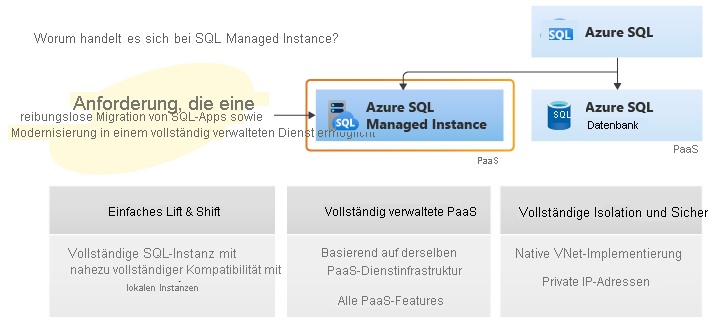 Worum handelt es sich bei SQL Managed Instance?
SQL
Azure SQL
Anforderung, die eine
reibungslose Migration von SQL-Apps sowie
Modernisierung in einem vollständig verwalteten Dienst ermöglicht
SQL
Azure SQL
Managed Instance
PaaS
SQL
Azure SQL
Datenbank
PaaS
Einfaches Lift & Shift
Vollständige SQL-Instanz mit
nahezu vollständiger Kompatibilität mit
lokalen Instanzen
Vollständig verwaltete PaaS
Basierend auf derselben
PaaS-Dienstinfrastruktur
Alle PaaS-Features
Vollständige Isolation und Sicher
Native VNet-Implementierung
Private IP-Adressen